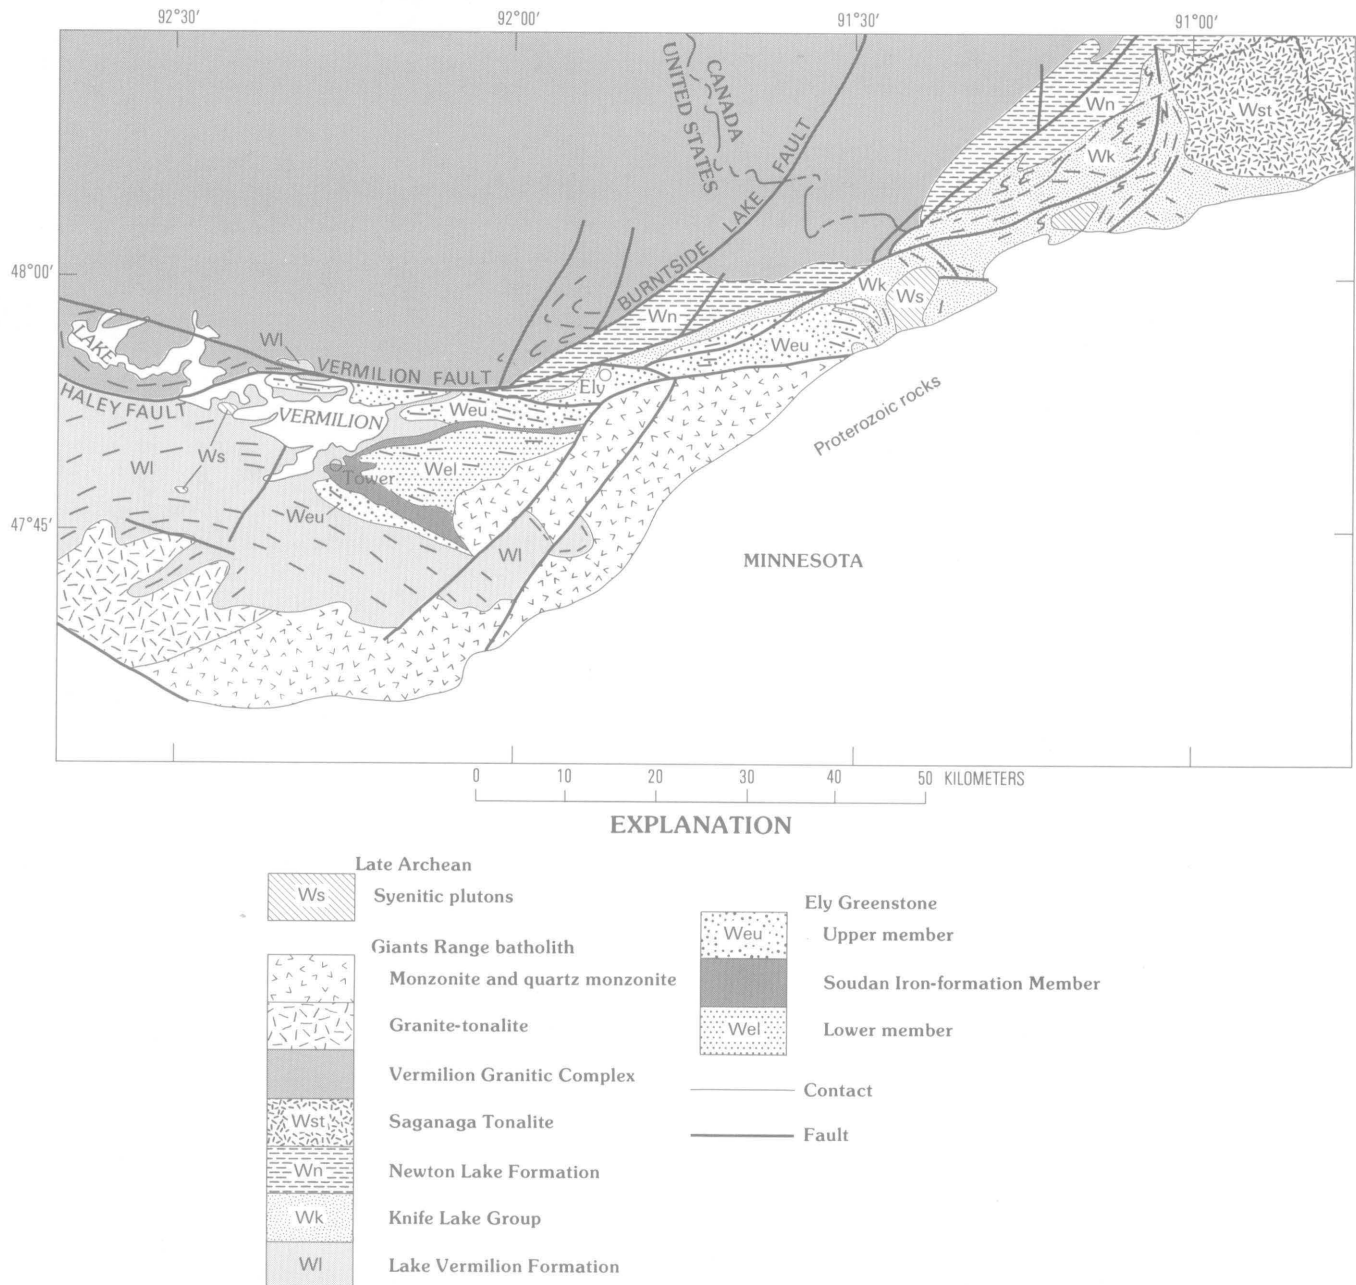 92°30′ 92°00′ 91°30′ 91°00′
CANADA
UNITED STATES
Wn
Wst
Wk
BURNTSIDE LAKE FAULT
48°00′
Wk
Ws
Wn
Wl
LAKE
VERMILION FAULT
Weu
Ely
HALEY FAULT
VERMILION
Weu
Proterozoic rocks
Ws
Wl
Wel
Tower
Weu
47°45′
Wl
MINNESOTA
0 10 20 30 40 50 KILOMETERS
EXPLANATION
Late Archean
Ws Syenitic plutons
Giants Range batholith
Monzonite and quartz monzonite
Granite-tonalite
Vermilion Granitic Complex
Wst Saganaga Tonalite
Wn Newton Lake Formation
Wk Knife Lake Group
Wl Lake Vermilion Formation
Ely Greenstone
Weu Upper member
Soudan Iron-formation Member
Wel Lower member
Contact
Fault